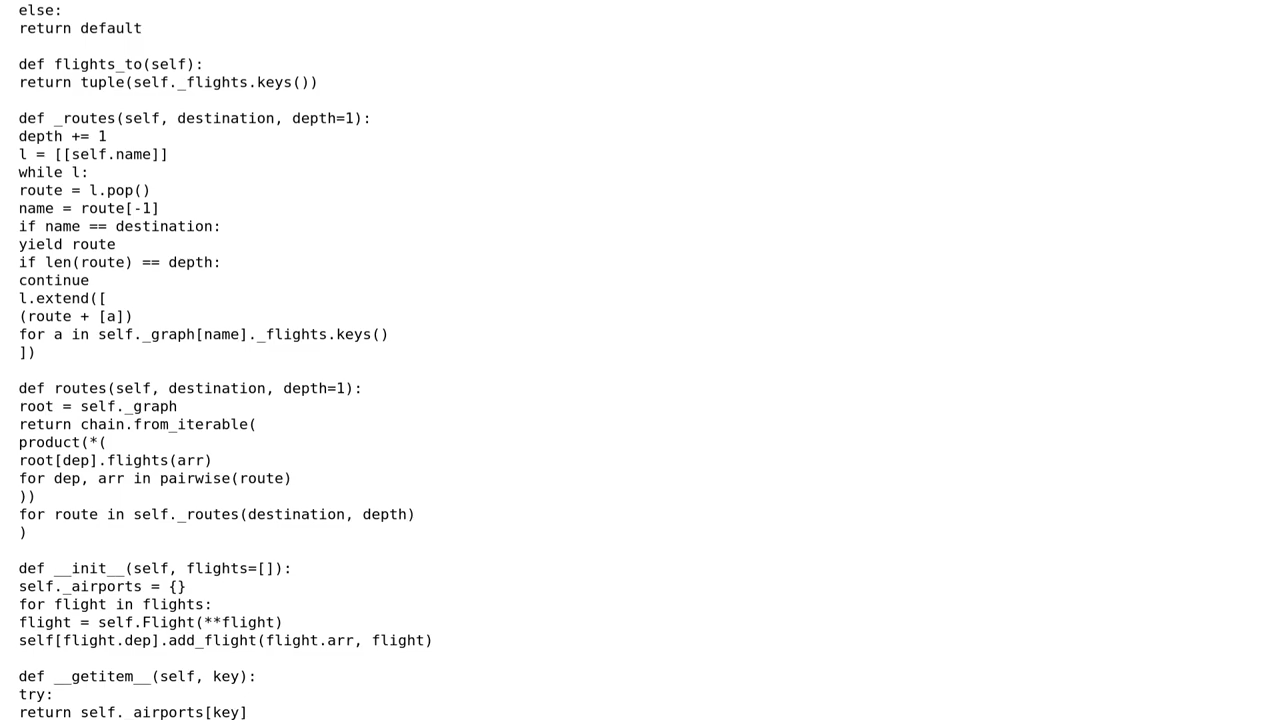 else:
return default

def flights_to(self):
return tuple(self._flights.keys())

def _routes(self, destination, depth=1):
depth += 1
l = [[self.name]]
while l:
route = l.pop()
name = route[-1]
if name == destination:
yield route
if len(route) == depth:
continue
l.extend([
(route + [a])
for a in self._graph[name]._flights.keys()
])

def routes(self, destination, depth=1):
root = self._graph
return chain.from_iterable(
product(*(
root[dep].flights(arr)
for dep, arr in pairwise(route)
))
for route in self._routes(destination, depth)
)

def __init__(self, flights=[]):
self._airports = {}
for flight in flights:
flight = self.Flight(**flight)
self[flight.dep].add_flight(flight.arr, flight)

def __getitem__(self, key):
try:
return self._airports[key]